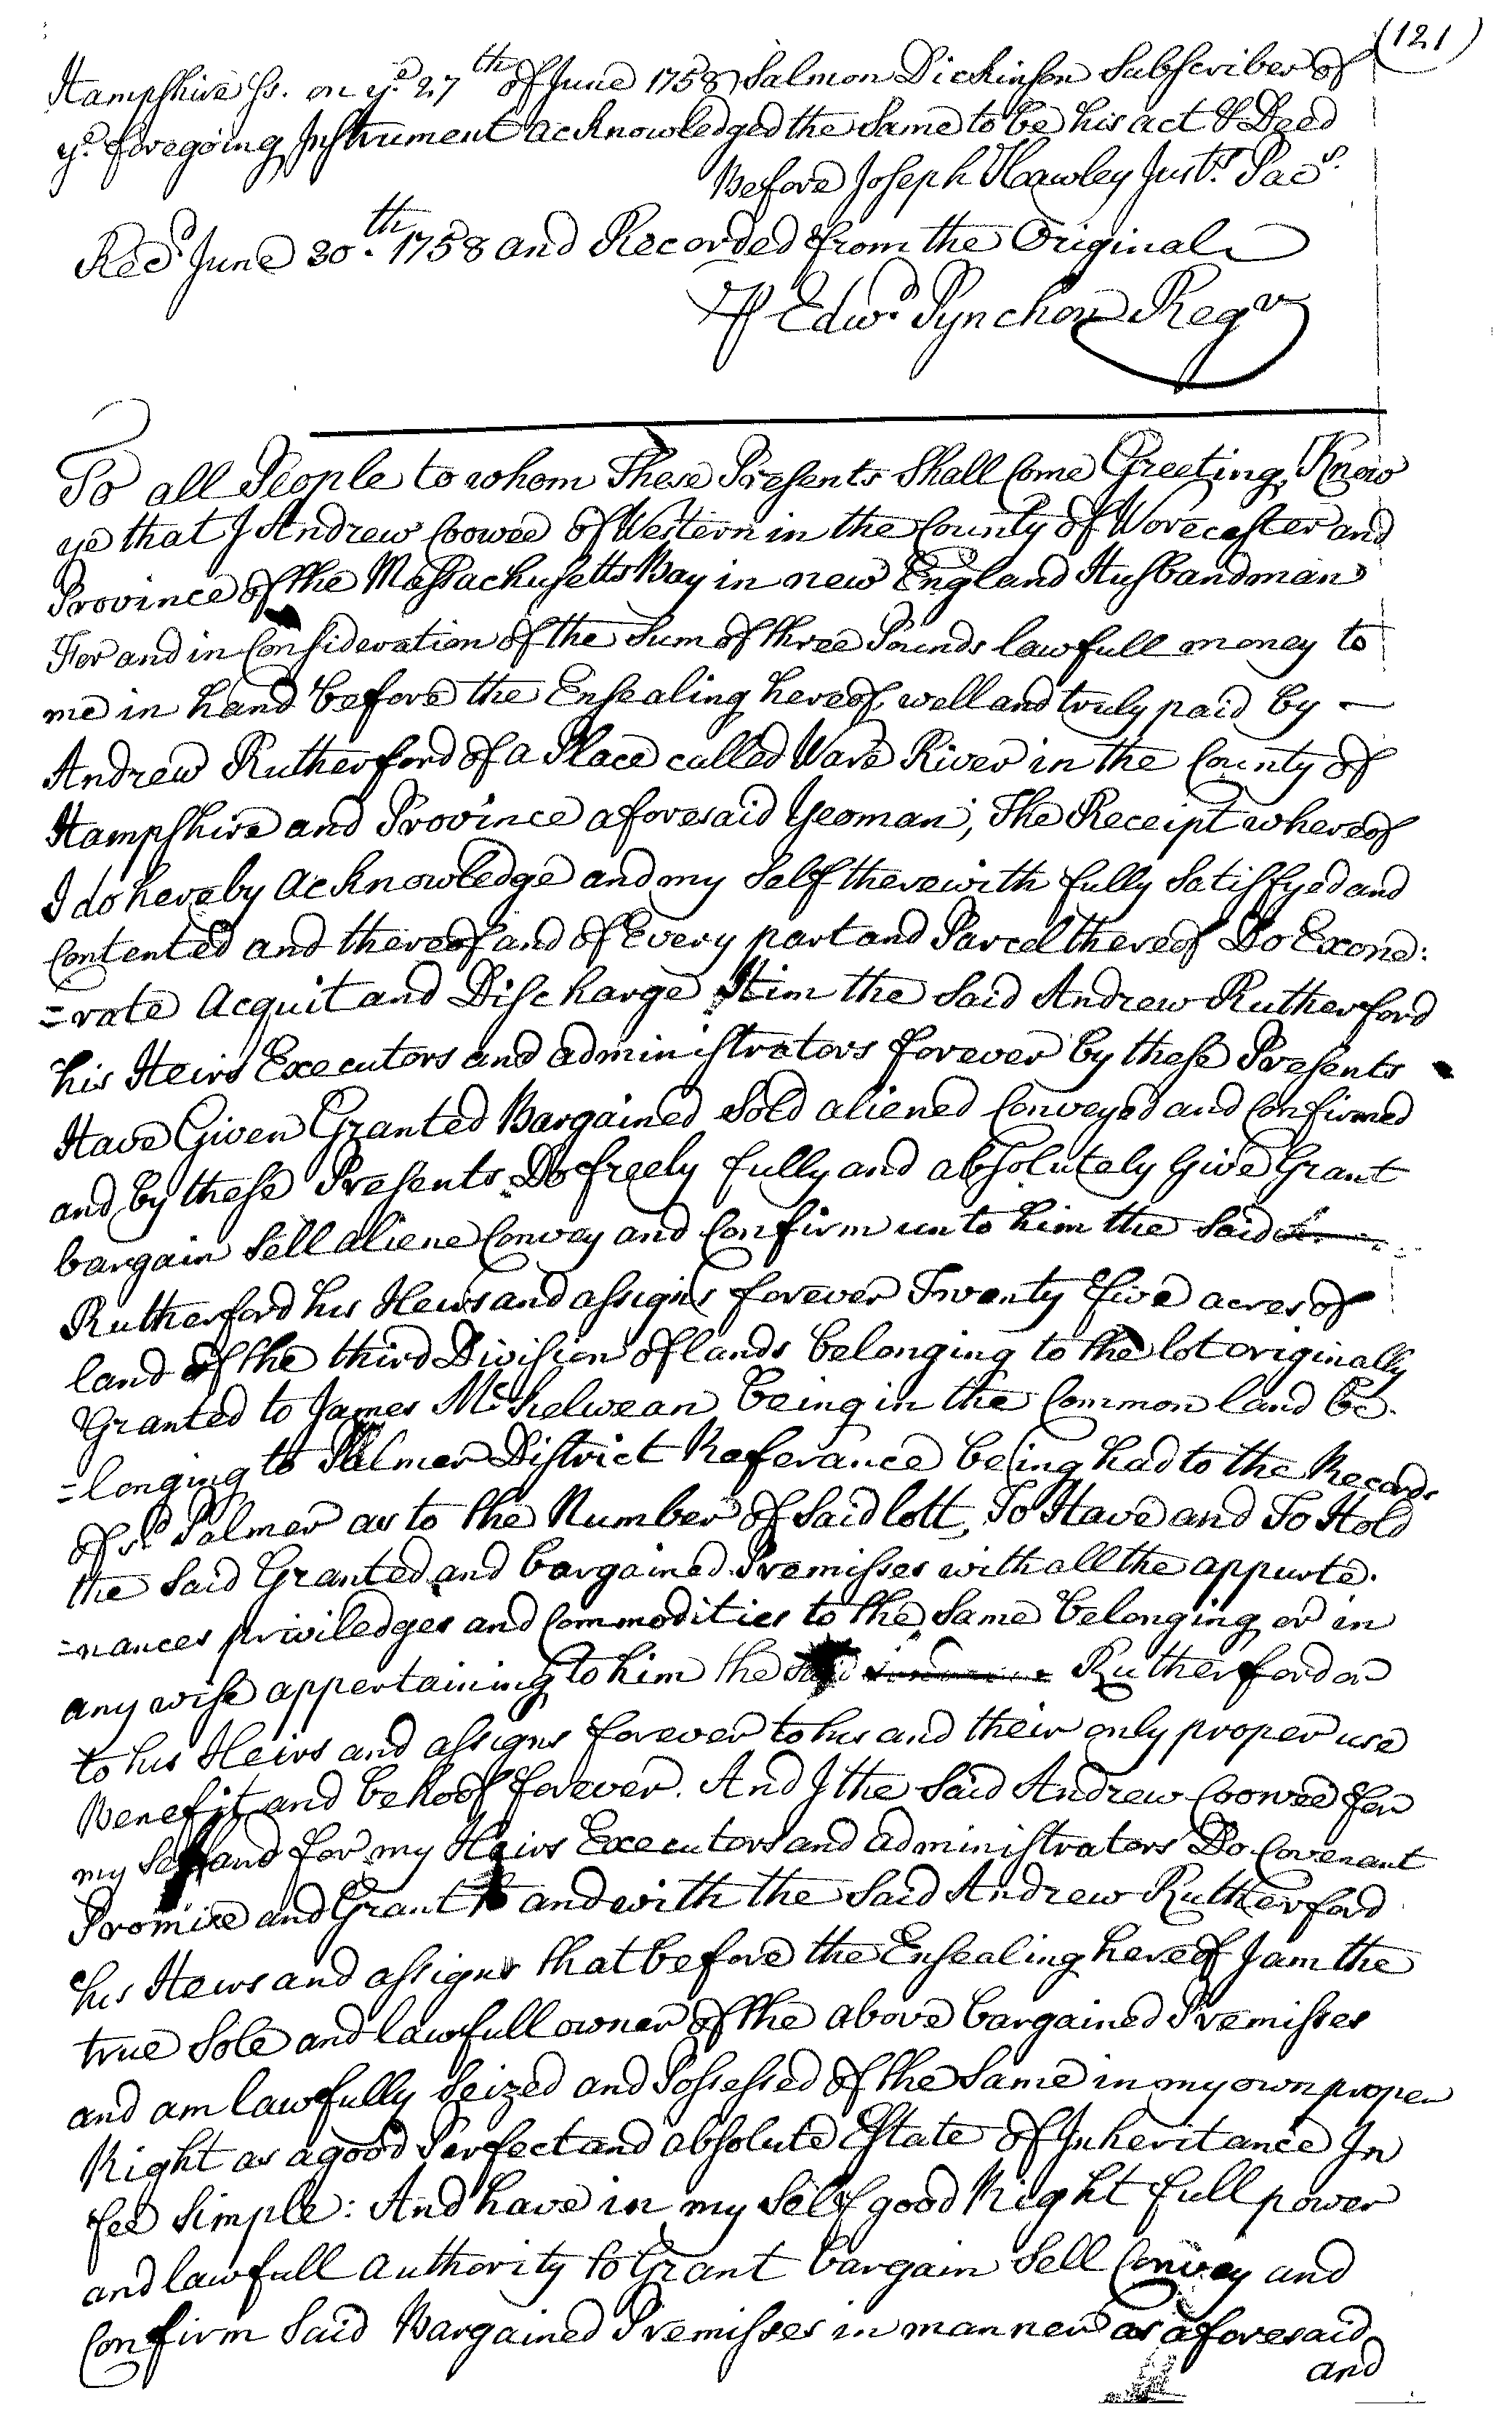 (121)
Hampshire ss. on ye. 27th of June 1758 Salmon Dickinson Subscriber of
ye. foregoing Instrument acknowledged the Same to be his act & Deed
Before Joseph Hawley Just. Pacs.
Recd. June 30th. 1758 and Recorded from the Original
P Edwd. Pynchon Regr
To all People to whom These Presents Shall Come Greeting, Know
ye that I Andrew Coowee of Western in the County of Worcester and
Province of the Massachusetts Bay in new England Husbandman
For and in Consideration of the Sum of three Pounds lawfull money to
me in hand before the Ensealing hereof well and truly paid by —
Andrew Rutherford of a Place called Ware River in the County of
Hampshire and Province aforesaid Yeoman, The Receipt whereof
I do hereby acknowledge and my Self therewith fully Satisfyed and
Contented and thereof and of Every part and Parcel thereof Do Exone:
=rate acquit and Discharge Him the Said Andrew Rutherford
his Heirs Executors and administrators forever by these Presents
Have Given Granted Bargained Sold aliened Conveyed and Confirmed
and by these Presents Do freely fully and absolutely Give Grant
bargain Sell aliene Convey and Confirm unto him the Said
Rutherford his Heirs and assigns forever Twenty five acres of
land of the third Division of lands belonging to the lot originally
Granted to James McKelwean being in the Common land be.
=longing to Palmer District Referance being had to the Records
of sd. Palmer as to the Number of Said lott, To Have and To Hold
the Said Granted and bargained Premisses with all the appurte.
=nances priviledges and Commodities to the Same belonging or in
any wise appertaining to him the Said Rutherford or
to his Heirs and assigns forever to his and their only proper use
Benefit and behoof forever. And I the Said Andrew Coowee for
my Self and for my Heirs Executors and administrators Do Covenant
Promise and Grant to and with the Said Andrew Rutherford
his Heirs and assigns that before the Ensealing hereof I am the
true Sole and lawfull owner of the above bargained Premisses
and am lawfully Seized and Possessed of the Same in my own proper
Right as a good Perfect and absolute Estate of Inheritance In
fee Simple: And have in my Self good Right full power
and lawfull authority to Grant bargain Sell Convey and
Confirm Said Bargained Premisses in manner as aforesaid
and